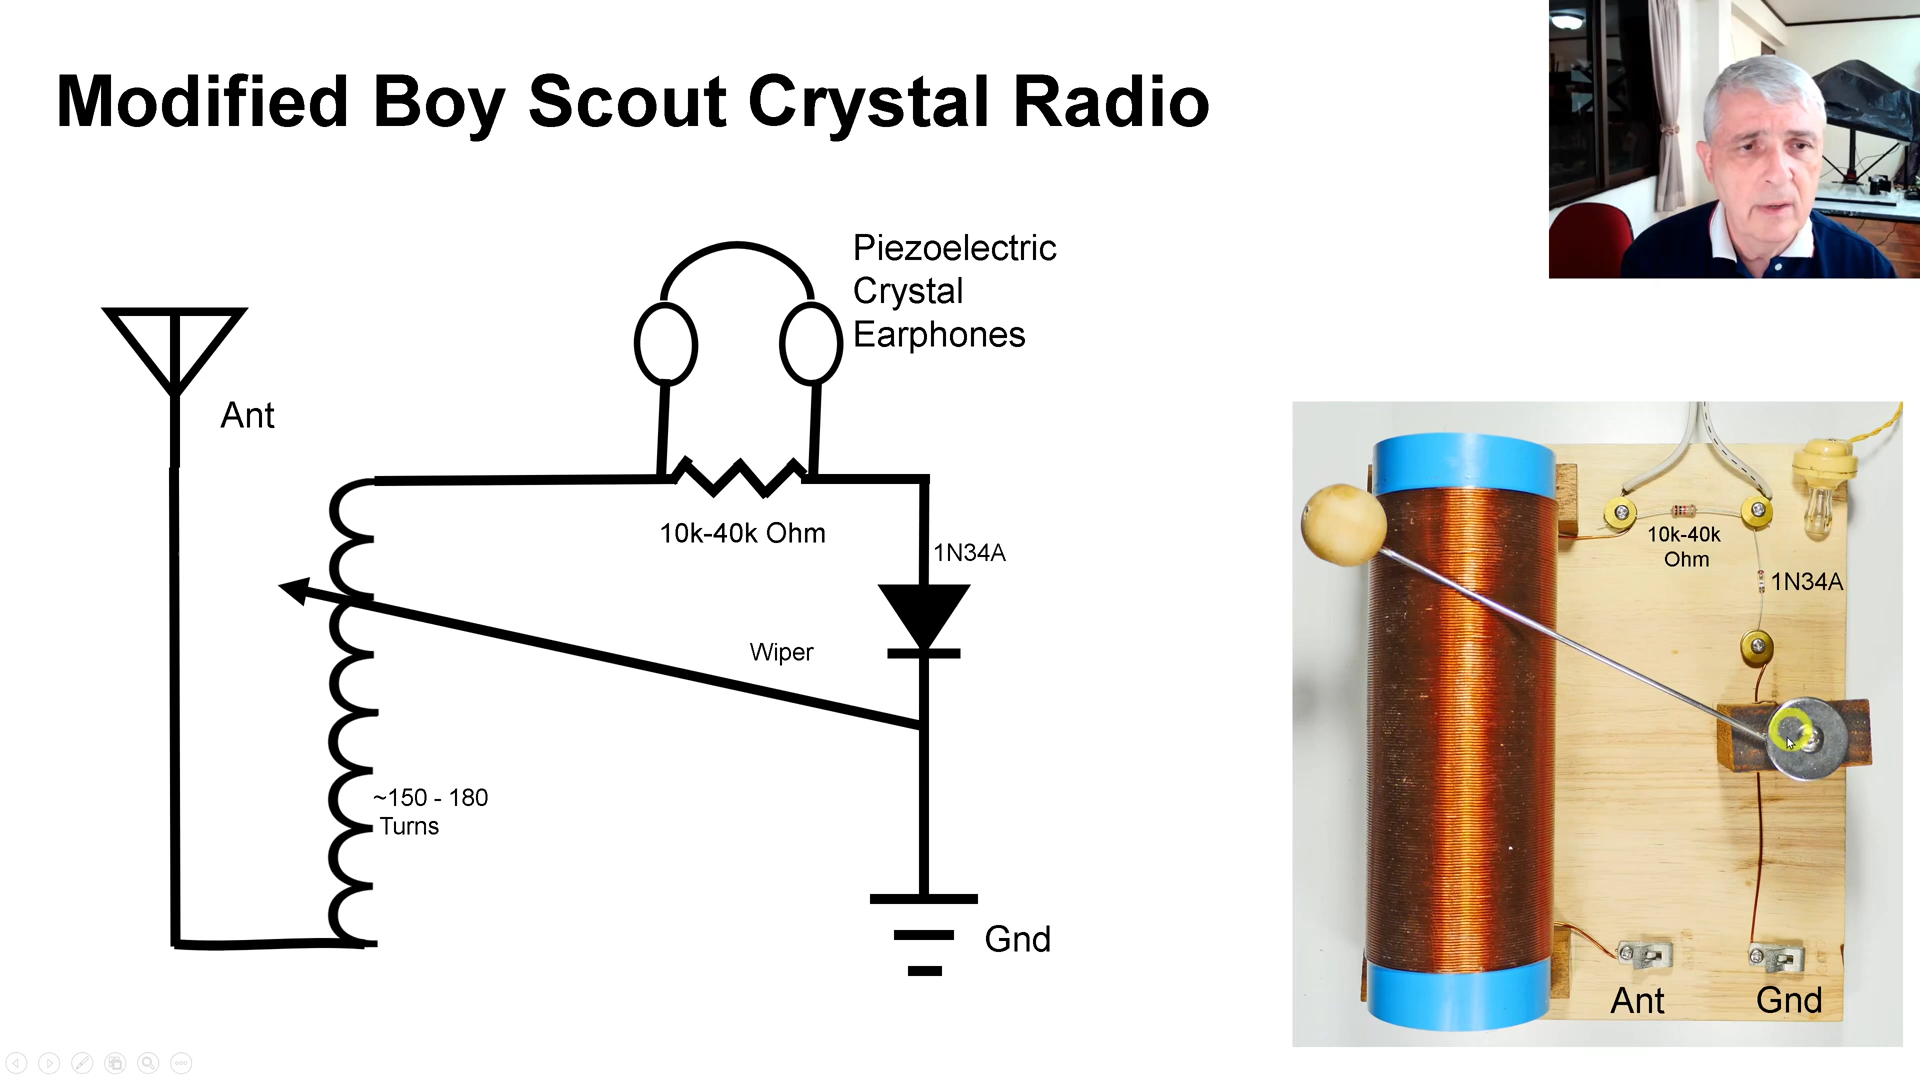 Modified Boy Scout Crystal Radio
Piezoelectric
Crystal
Earphones
Ant
10k-40k Ohm
1N34A
Wiper
~150 - 180
Turns
Gnd
10k-40k
Ohm
1N34A
Ant
Gnd